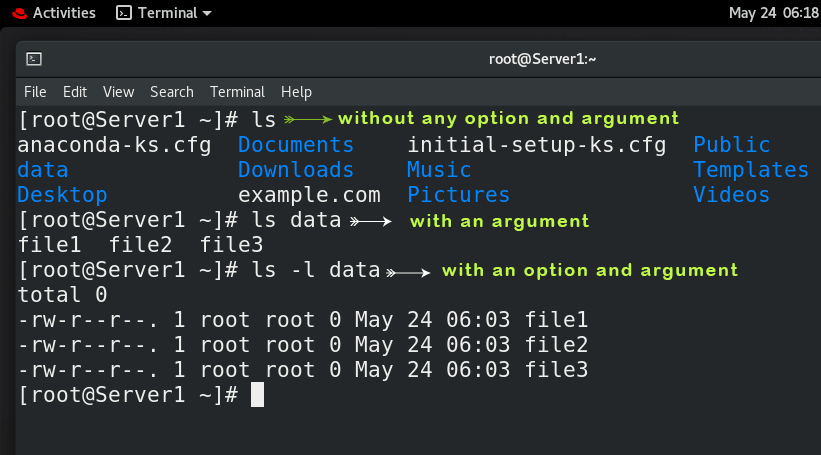 Activities Terminal May 24 06:18
root@Server1:~
File Edit View Search Terminal Help
[root@Server1 ~]# ls without any option and argument
anaconda-ks.cfg Documents initial-setup-ks.cfg Public
data Downloads Music Templates
Desktop example.com Pictures Videos
[root@Server1 ~]# ls data with an argument
file1 file2 file3
[root@Server1 ~]# ls -l data with an option and argument
total 0
-rw-r--r--. 1 root root 0 May 24 06:03 file1
-rw-r--r--. 1 root root 0 May 24 06:03 file2
-rw-r--r--. 1 root root 0 May 24 06:03 file3
[root@Server1 ~]#